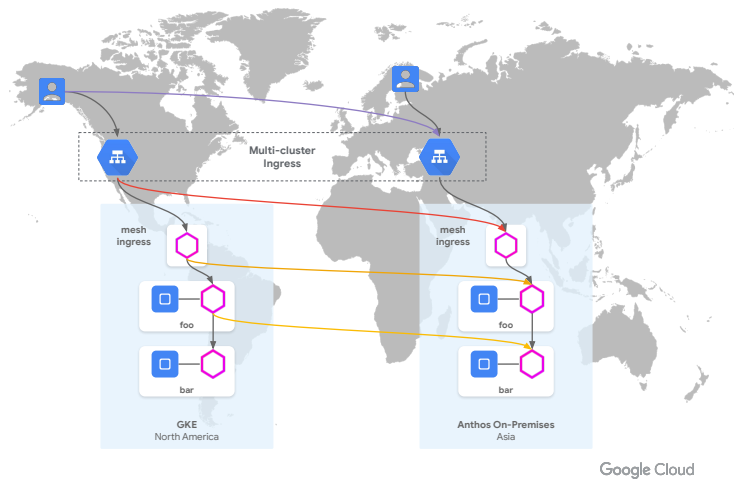 Multi-cluster
Ingress
mesh
ingress
foo
bar
GKE
North America
mesh
ingress
foo
bar
Anthos On-Premises
Asia
Google Cloud